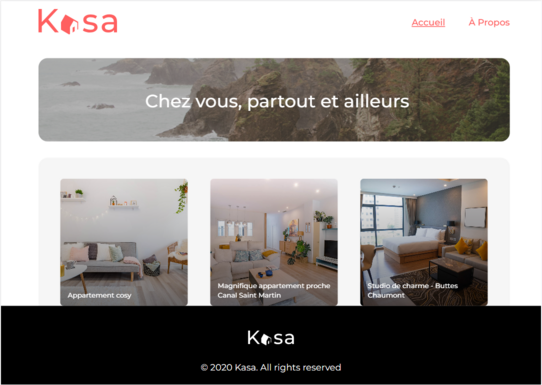 Kasa
Accueil
À Propos
Chez vous, partout et ailleurs
Appartement cosy
Magnifique appartement proche
Canal Saint Martin
Studio de charme - Buttes
Chaumont
Kasa
© 2020 Kasa. All rights reserved